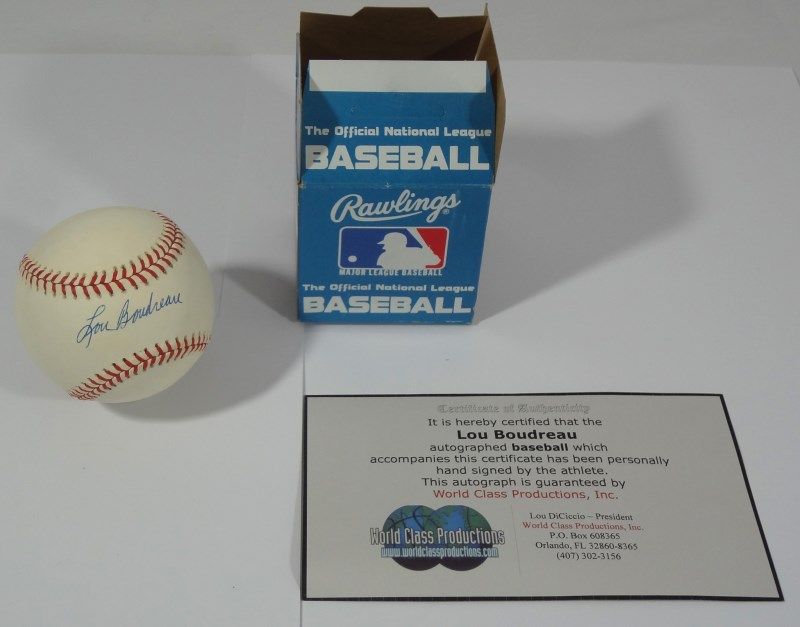 Lou Boudreau
The Official National League
BASEBALL
Rawlings®
MAJOR LEAGUE BASEBALL
The Official National League
BASEBALL
Certificate of Authenticity
It is hereby certified that the
Lou Boudreau
autographed baseball which
accompanies this certificate has been personally
hand signed by the athlete.
This autograph is guaranteed by
World Class Productions, Inc.
World Class Productions
www.worldclassproductions.com
Lou DiCiccio ~ President
World Class Productions, Inc.
P.O. Box 608365
Orlando, FL 32860-8365
(407) 302-3156